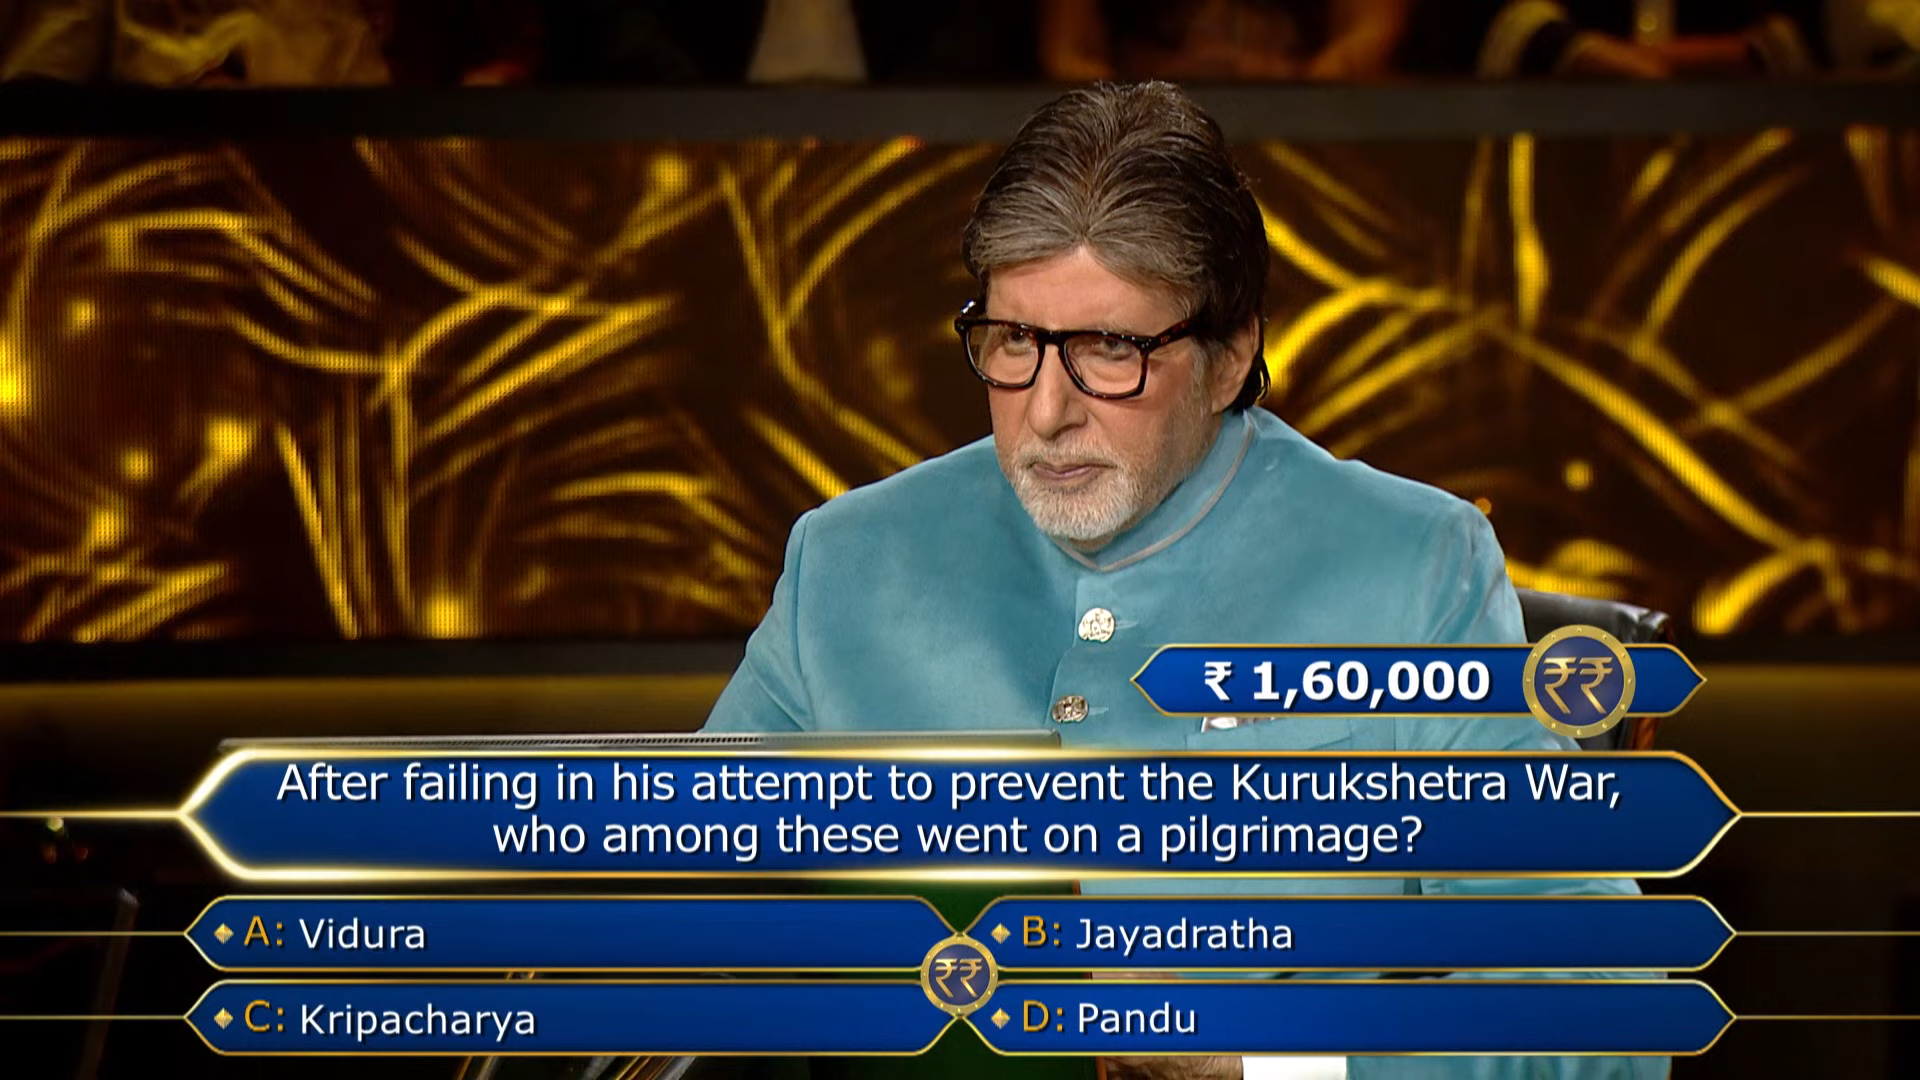 ₹ 1,60,000
After failing in his attempt to prevent the Kurukshetra War,
who among these went on a pilgrimage?
A: Vidura
B: Jayadratha
C: Kripacharya
D: Pandu
₹₹
₹₹